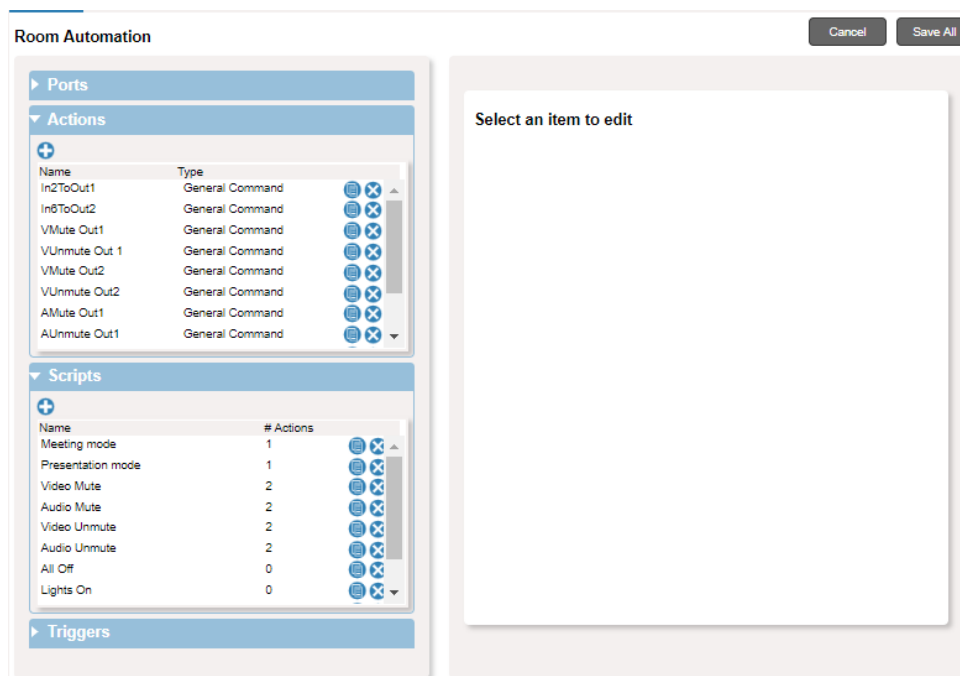 Room Automation
Cancel
Save All
Ports
Actions
Name Type
In2ToOut1 General Command
In6ToOut2 General Command
VMute Out1 General Command
VUnmute Out 1 General Command
VMute Out2 General Command
VUnmute Out2 General Command
AMute Out1 General Command
AUnmute Out1 General Command
Scripts
Name # Actions
Meeting mode 1
Presentation mode 1
Video Mute 2
Audio Mute 2
Video Unmute 2
Audio Unmute 2
All Off 0
Lights On 0
Triggers
Select an item to edit